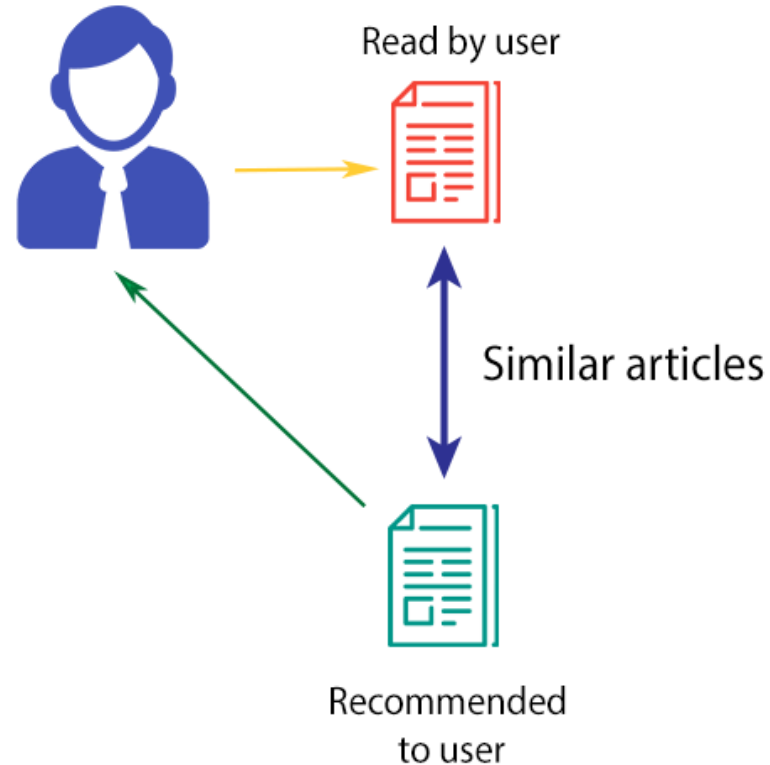 Read by user
Similar articles
Recommended
to user